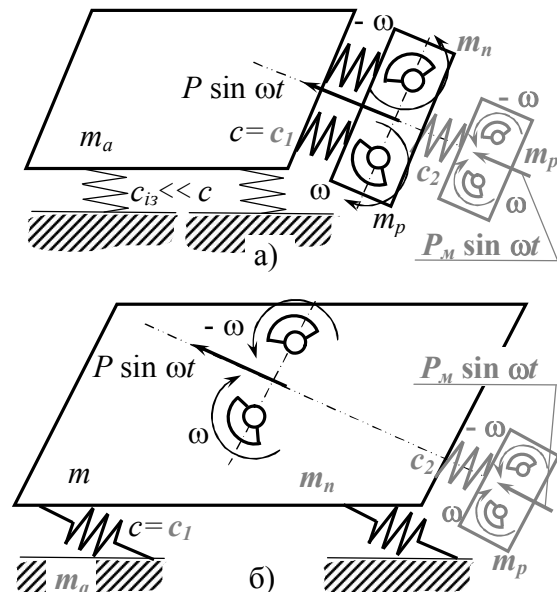 - ω
m_n
P sin ωt
- ω
m_a
c = c_1
m_p
c_2
c_із << c
ω
ω
m_p
P_м sin ωt
а)
- ω
P sin ωt
P_м sin ωt
ω
- ω
c_2
m
m_n
ω
c = c_1
m_p
m_a
б)